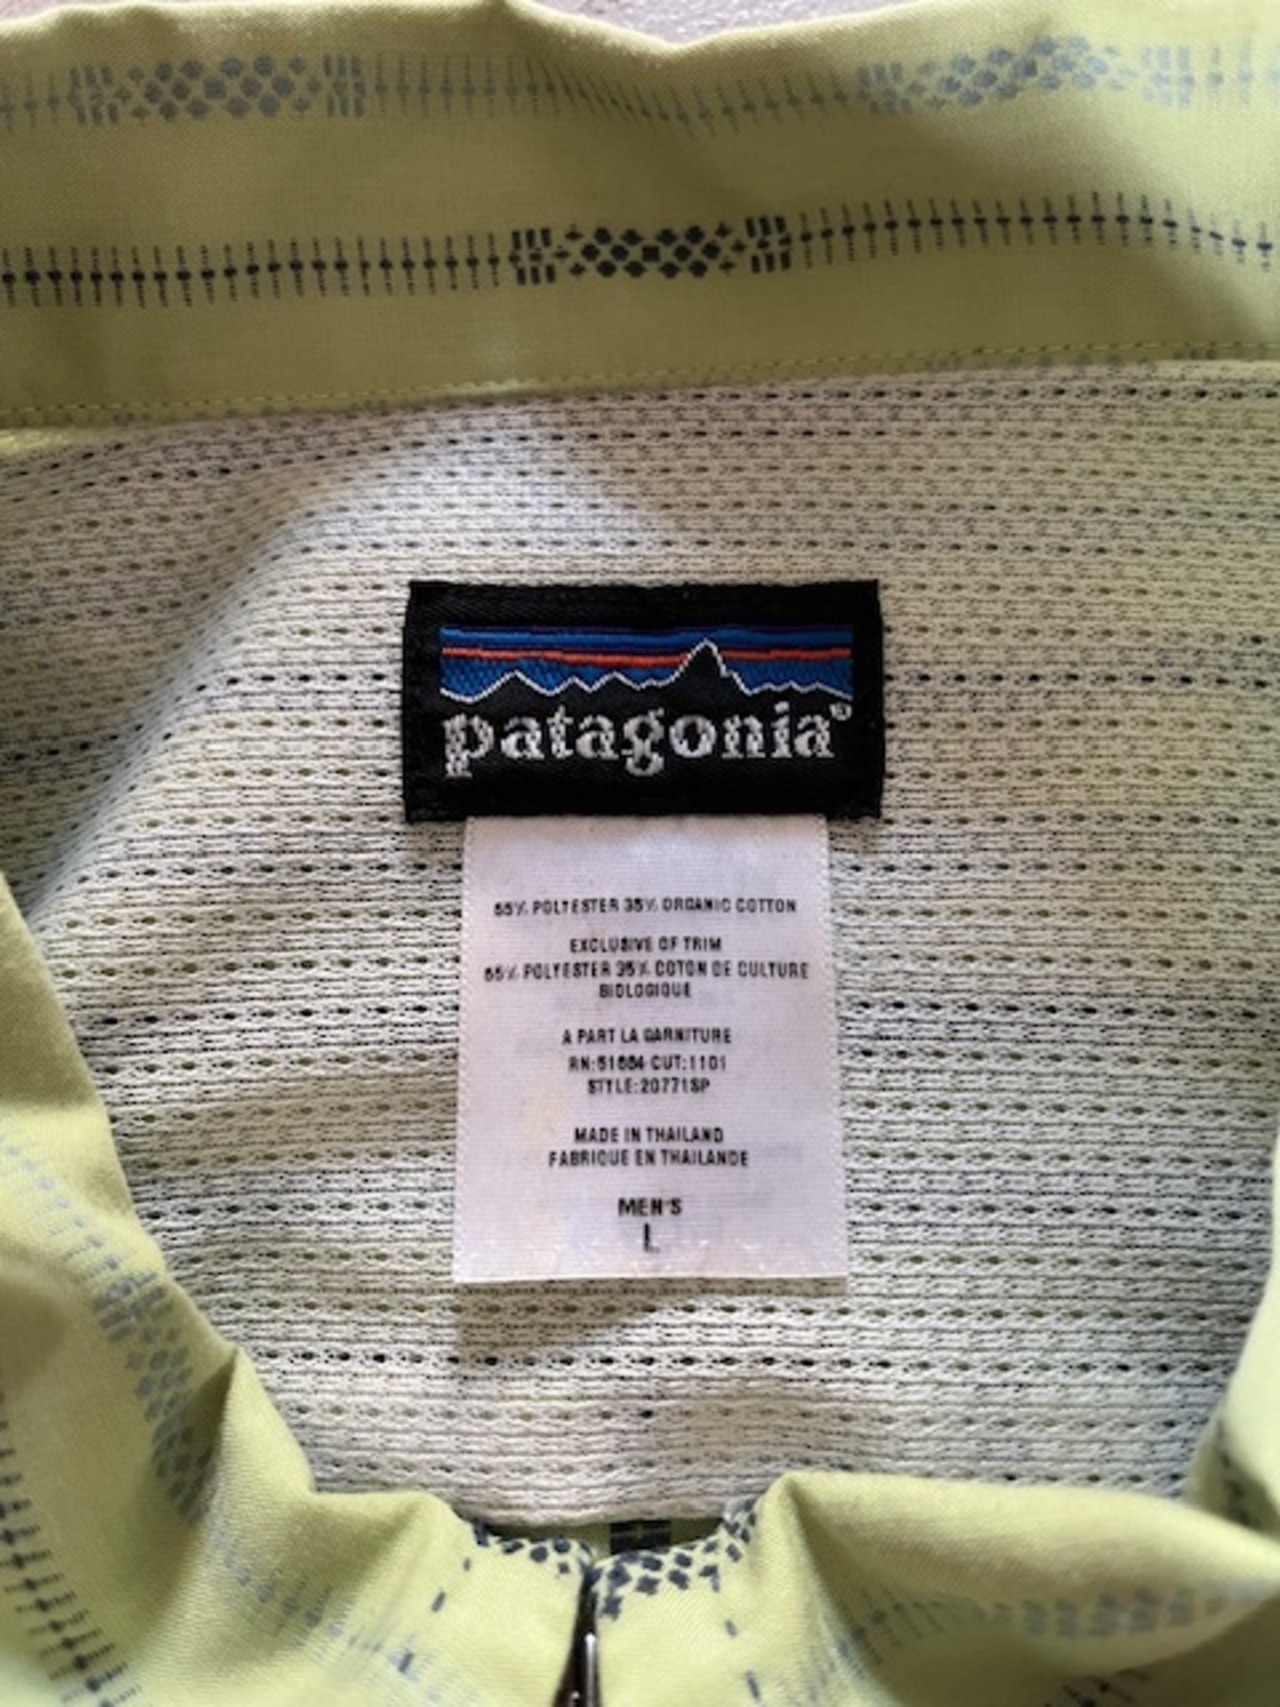 patagonia®
65% POLYESTER 35% ORGANIC COTTON
EXCLUSIVE OF TRIM
65% POLYESTER 35% COTON DE CULTURE
BIOLOGIQUE
A PART LA GARNITURE
RN:51884 CUT:1101
STYLE:20771SP
MADE IN THAILAND
FABRIQUE EN THAILANDE
MEN'S
L